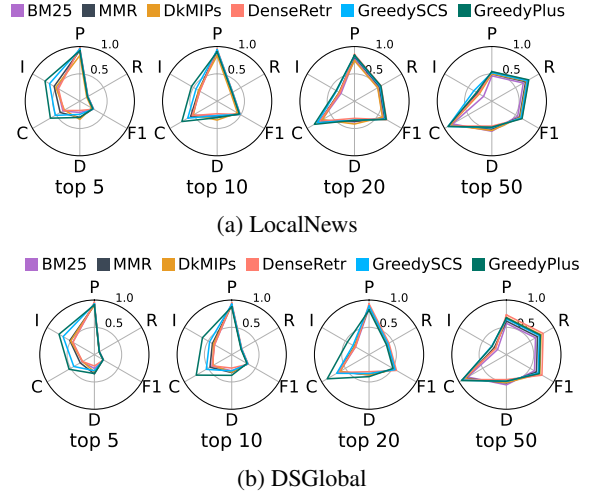 BM25 MMR DkMIPs DenseRetr GreedySCS GreedyPlus
P P P P
1.0 1.0 1.0 1.0
I R I R I R I R
0.5 0.5 0.5 0.5
C F1 C F1 C F1 C F1
D D D D
top 5 top 10 top 20 top 50
(a) LocalNews
BM25 MMR DkMIPs DenseRetr GreedySCS GreedyPlus
P P P P
1.0 1.0 1.0 1.0
I R I R I R I R
0.5 0.5 0.5 0.5
C F1 C F1 C F1 C F1
D D D D
top 5 top 10 top 20 top 50
(b) DSGlobal